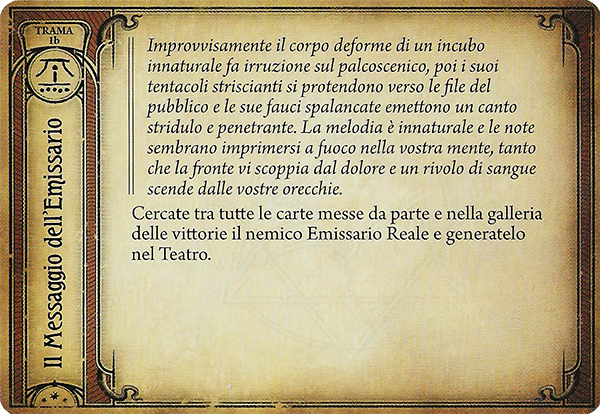 TRAMA
1b
Il Messaggio dell'Emissario
Improvvisamente il corpo deforme di un incubo
innaturale fa irruzione sul palcoscenico, poi i suoi
tentacoli striscianti si protendono verso le file del
pubblico e le sue fauci spalancate emettono un canto
stridulo e penetrante. La melodia è innaturale e le note
sembrano imprimersi a fuoco nella vostra mente, tanto
che la fronte vi scoppia dal dolore e un rivolo di sangue
scende dalle vostre orecchie.
Cercate tra tutte le carte messe da parte e nella galleria
delle vittorie il nemico Emissario Reale e generatelo
nel Teatro.